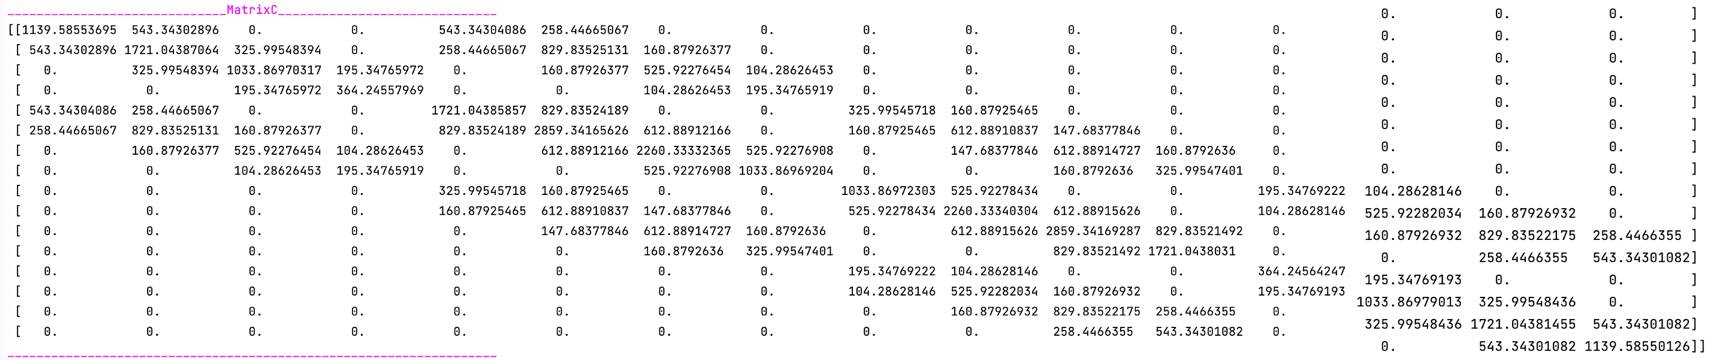 _____________________________MatrixC_____________________________
[[1139.58553695 543.34302896 0. 0. 543.34304086 258.44665067 0. 0. 0. 0. 0. 0. 0. 0. 0. 0. ]
[ 543.34302896 1721.04387064 325.99548394 0. 258.44665067 829.83525131 160.87926377 0. 0. 0. 0. 0. 0. 0. 0. 0. ]
[ 0. 325.99548394 1033.86970317 195.34765972 0. 160.87926377 525.92276454 104.28626453 0. 0. 0. 0. 0. 0. 0. 0. ]
[ 0. 0. 195.34765972 364.24557969 0. 0. 104.28626453 195.34765919 0. 0. 0. 0. 0. 0. 0. 0. ]
[ 543.34304086 258.44665067 0. 0. 1721.04385857 829.83524189 0. 0. 325.99545718 160.87925465 0. 0. 0. 0. 0. 0. ]
[ 258.44665067 829.83525131 160.87926377 0. 829.83524189 2859.34165626 612.88912166 0. 160.87925465 612.88910837 147.68377846 0. 0. 0. 0. 0. ]
[ 0. 160.87926377 525.92276454 104.28626453 0. 612.88912166 2260.33332365 525.92276908 0. 147.68377846 612.88914727 160.8792636 0. 0. 0. 0. ]
[ 0. 0. 104.28626453 195.34765919 0. 0. 525.92276908 1033.86969204 0. 0. 160.8792636 325.99547401 0. 0. 0. 0. ]
[ 0. 0. 0. 0. 325.99545718 160.87925465 0. 0. 1033.86972303 525.92278434 0. 0. 195.34769222 104.28628146 0. 0. ]
[ 0. 0. 0. 0. 160.87925465 612.88910837 147.68377846 0. 525.92278434 2260.33340304 612.88915626 0. 104.28628146 525.92282034 160.87926932 0. ]
[ 0. 0. 0. 0. 0. 147.68377846 612.88914727 160.8792636 0. 612.88915626 2859.34169287 829.83521492 0. 160.87926932 829.83522175 258.4466355 ]
[ 0. 0. 0. 0. 0. 0. 160.8792636 325.99547401 0. 0. 829.83521492 1721.0438031 0. 0. 258.4466355 543.34301082]
[ 0. 0. 0. 0. 0. 0. 0. 0. 195.34769222 104.28628146 0. 0. 364.24564247 195.34769193 0. 0. ]
[ 0. 0. 0. 0. 0. 0. 0. 0. 104.28628146 525.92282034 160.87926932 0. 195.34769193 1033.86979013 325.99548436 0. ]
[ 0. 0. 0. 0. 0. 0. 0. 0. 0. 160.87926932 829.83522175 258.4466355 0. 325.99548436 1721.04381455 543.34301082]
[ 0. 0. 0. 0. 0. 0. 0. 0. 0. 0. 258.4466355 543.34301082 0. 0. 543.34301082 1139.58550126]]
_________________________________________________________________